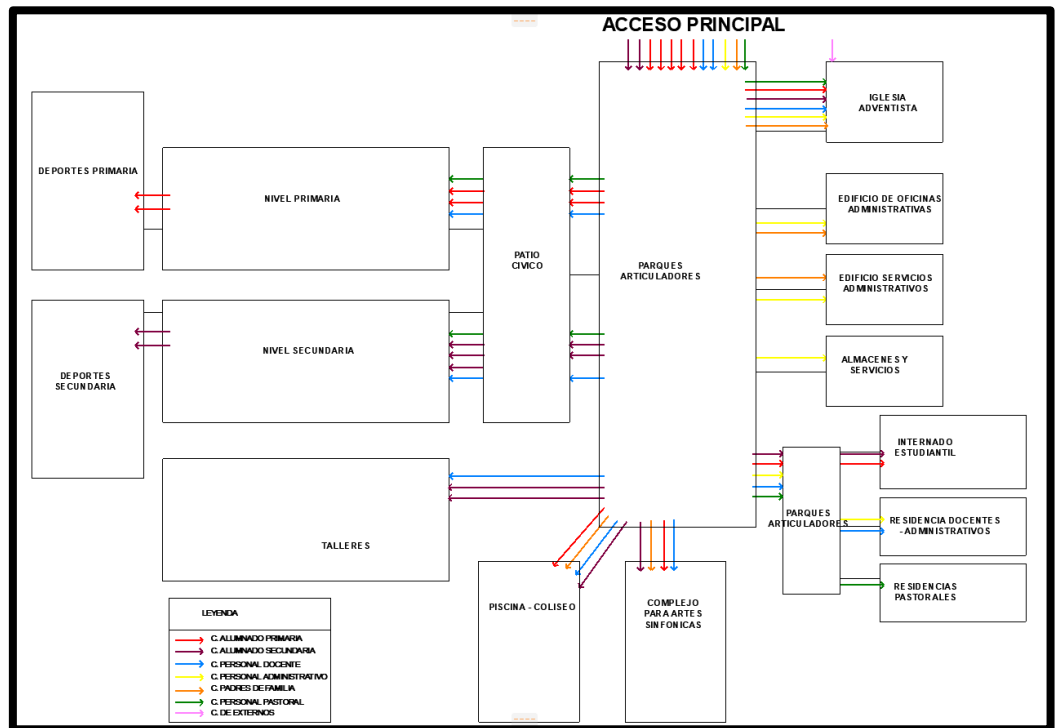 ACCESO PRINCIPAL
IGLESIA
ADVENTISTA
DEPORTES PRIMARIA
NIVEL PRIMARIA
EDIFICIO DE OFICINAS
ADMINISTRATIVAS
PATIO
CIVICO
PARQUES
ARTICULADORES
EDIFICIO SERVICIOS
ADMINISTRATIVOS
NIVEL SECUNDARIA
DEPORTES
SECUNDARIA
ALMACENES Y
SERVICIOS
INTERNADO
ESTUDIANTIL
PARQUES
ARTICULADORES
RESIDENCIA DOCENTES
- ADMINISTRATIVOS
TALLERES
RESIDENCIAS
PASTORALES
PISCINA - COLISEO
COMPLEJO
PARA ARTES
SINFONICAS
LEYENDA
C. ALUMNADO PRIMARIA
C. ALUMNADO SECUNDARIA
C. PERSONAL DOCENTE
C. PERSONAL ADMINISTRATIVO
C. PADRES DE FAMILIA
C. PERSONAL PASTORAL
C. DE EXTERNOS